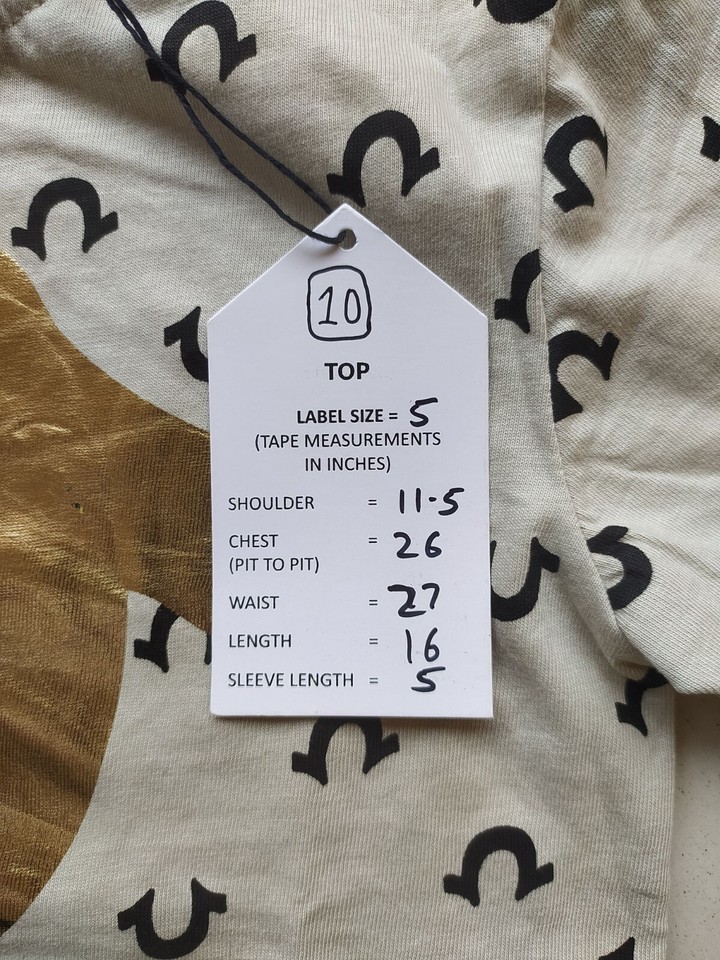 10
TOP
LABEL SIZE = 5
(TAPE MEASUREMENTS
IN INCHES)
SHOULDER = 11.5
CHEST = 26
(PIT TO PIT)
WAIST = 27
LENGTH = 16
SLEEVE LENGTH = 5